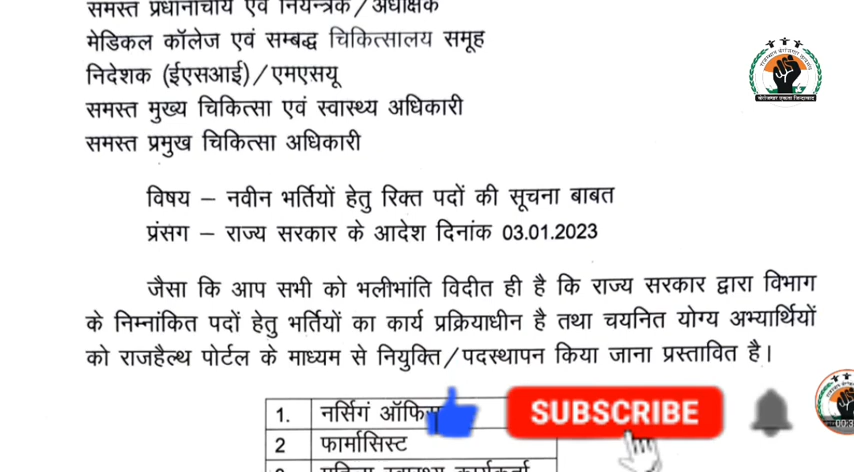 समस्त प्रधानाचार्य एवं नियन्त्रक/अधीक्षक
मेडिकल कॉलेज एवं सम्बद्ध चिकित्सालय समूह
निदेशक (ईएसआई)/एमएसयू
समस्त मुख्य चिकित्सा एवं स्वास्थ्य अधिकारी
समस्त प्रमुख चिकित्सा अधिकारी
विषय – नवीन भर्तियों हेतु रिक्त पदों की सूचना बाबत
प्रंसग – राज्य सरकार के आदेश दिनांक 03.01.2023
जैसा कि आप सभी को भलीभांति विदीत ही है कि राज्य सरकार द्वारा विभाग
के निम्नांकित पदों हेतु भर्तियों का कार्य प्रक्रियाधीन है तथा चयनित योग्य अभ्यार्थियों
को राजहैल्थ पोर्टल के माध्यम से नियुक्ति/पदस्थापन किया जाना प्रस्तावित है।
1. नर्सिगं
SUBSCRIBE
2 फार्मासिस्ट